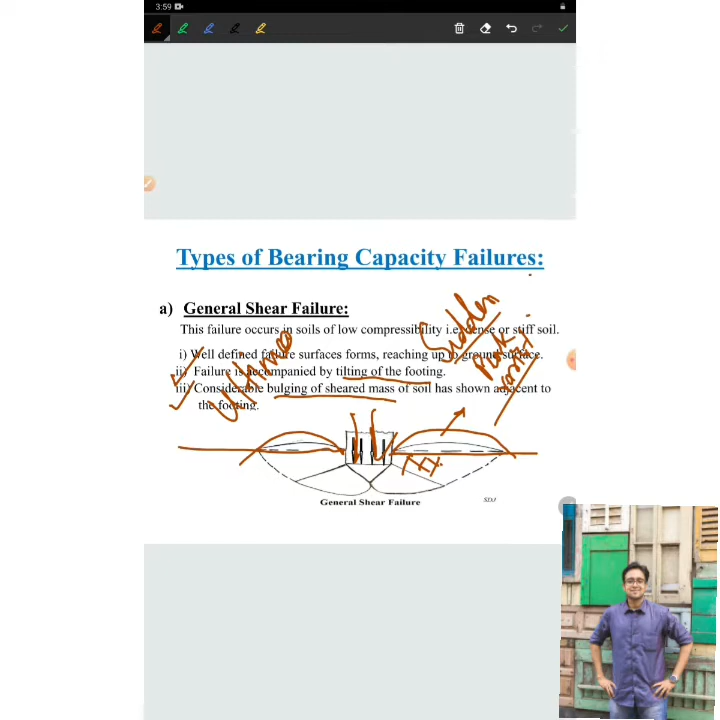 3:59
Types of Bearing Capacity Failures:
a) General Shear Failure:
This failure occurs in soils of low compressibility i.e. dense or stiff soil.
i) Well defined failure surfaces forms, reaching up to ground surface.
ii) Failure is accompanied by tilting of the footing.
iii) Considerable bulging of sheared mass of soil has shown adjacent to
the footing.
Sudden
General Shear Failure
SDJ